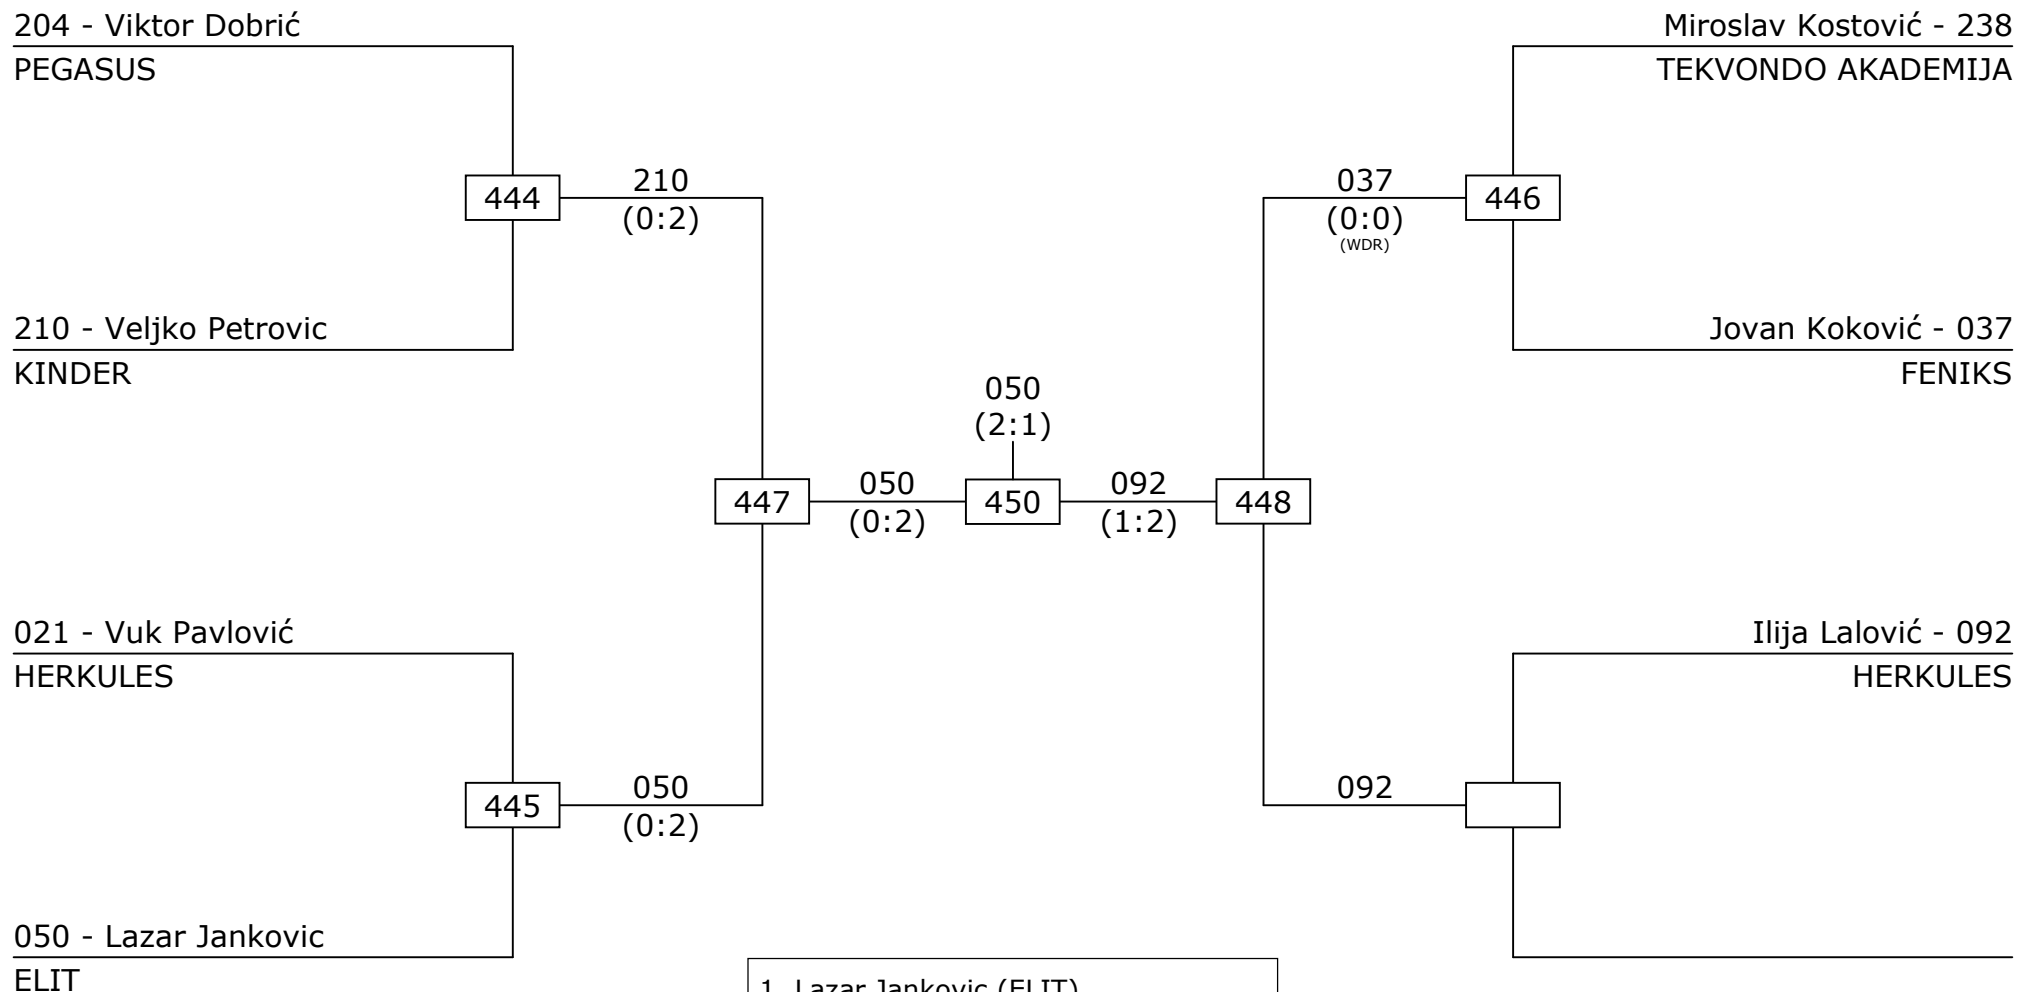 204 - Viktor Dobrić
PEGASUS
Miroslav Kostović - 238
TEKVONDO AKADEMIJA
444
210
(0:2)
037
(0:0)
(WDR)
446
210 - Veljko Petrovic
KINDER
Jovan Koković - 037
FENIKS
050
(2:1)
447
050
(0:2)
450
092
(1:2)
448
021 - Vuk Pavlović
HERKULES
Ilija Lalović - 092
HERKULES
445
050
(0:2)
092
050 - Lazar Jankovic
ELIT
1. Lazar Jankovic (ELIT)